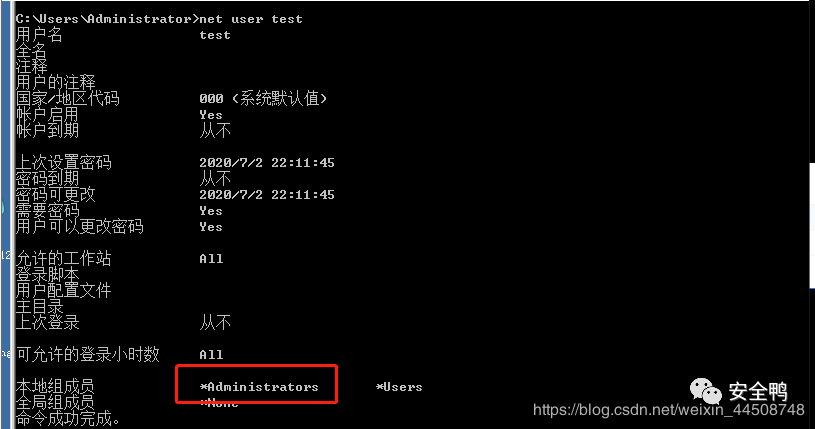 C:\Users\Administrator>net user test
用户名 test
全名
注释
用户的注释
国家/地区代码 000 (系统默认值)
帐户启用 Yes
帐户到期 从不
上次设置密码 2020/7/2 22:11:45
密码到期 从不
密码可更改 2020/7/2 22:11:45
需要密码 Yes
用户可以更改密码 Yes
允许的工作站 All
登录脚本
用户配置文件
主目录
上次登录 从不
可允许的登录小时数 All
本地组成员 *Administrators *Users
全局组成员 *None
命令成功完成。
安全鸭
https://blog.csdn.net/weixin_44508748